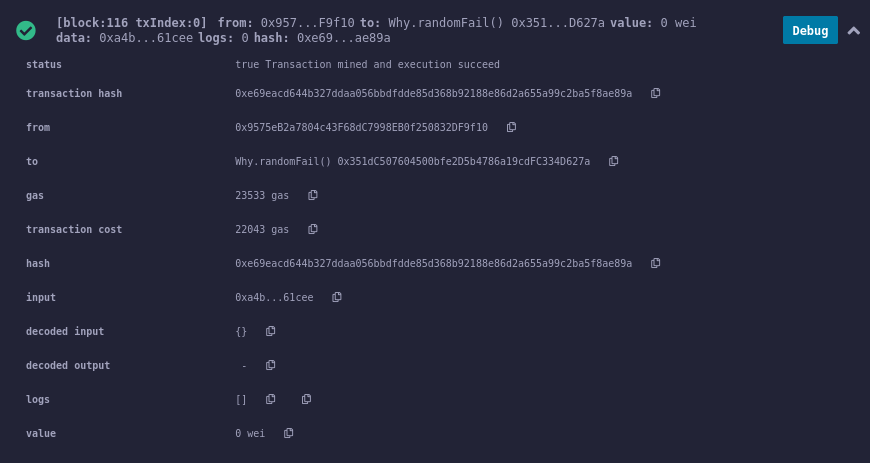 [block:116 txIndex:0] from: 0x957...F9f10 to: Why.randomFail() 0x351...D627a value: 0 wei
data: 0xa4b...61cee logs: 0 hash: 0xe69...ae89a
Debug
status true Transaction mined and execution succeed
transaction hash 0xe69eacd644b327ddaa056bbdfdde85d368b92188e86d2a655a99c2ba5f8ae89a
from 0x9575eB2a7804c43F68dC7998EB0f250832DF9f10
to Why.randomFail() 0x351dC507604500bfe2D5b4786a19cdFC334D627a
gas 23533 gas
transaction cost 22043 gas
hash 0xe69eacd644b327ddaa056bbdfdde85d368b92188e86d2a655a99c2ba5f8ae89a
input 0xa4b...61cee
decoded input {}
decoded output -
logs []
value 0 wei